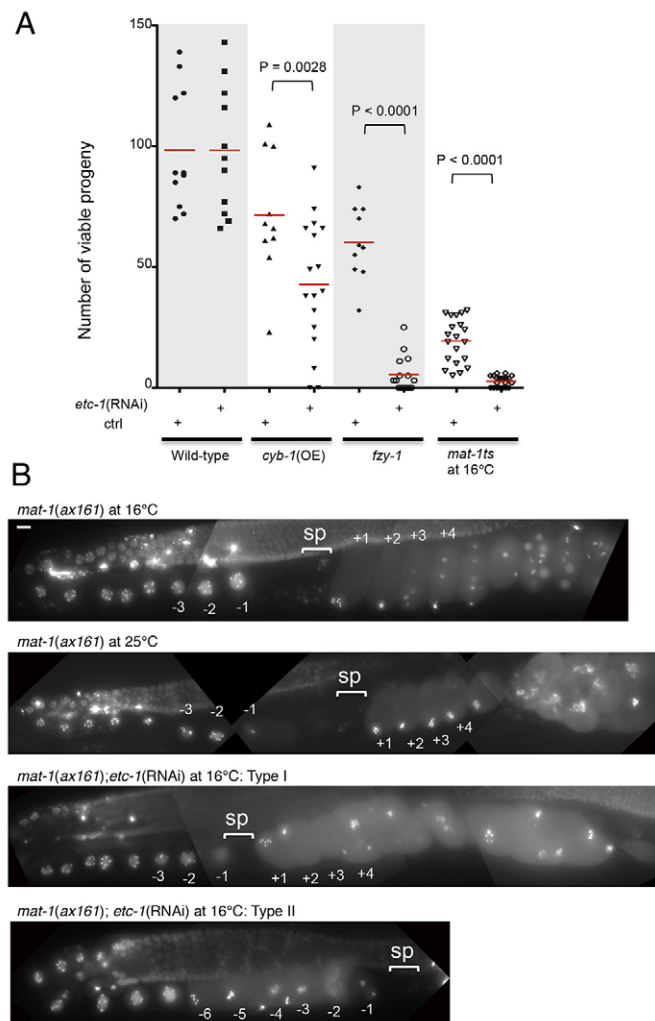 A
150
P = 0.0028
P < 0.0001
P < 0.0001
100
Number of viable progeny
50
0
etc-1(RNAi) + + + +
ctrl + + + +
Wild-type cyb-1(OE) fzy-1 mat-1ts
at 16°C
B
mat-1(ax161) at 16°C
sp +1 +2 +3 +4
-3 -2 -1
mat-1(ax161) at 25°C
-3 -2 -1 sp
+1 +2 +3 +4
mat-1(ax161);etc-1(RNAi) at 16°C: Type I
sp
-3 -2 -1 +1 +2 +3 +4
mat-1(ax161); etc-1(RNAi) at 16°C: Type II
sp
-6 -5 -4 -3 -2 -1